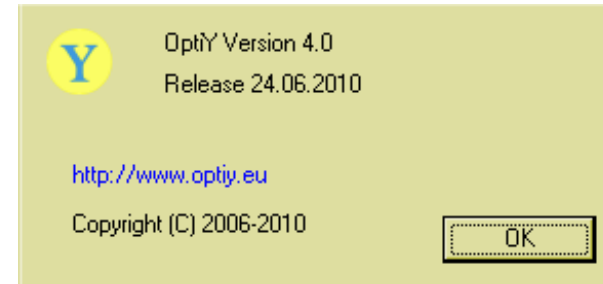 Y
OptiY Version 4.0
Release 24.06.2010
http://www.optiy.eu
Copyright (C) 2006-2010
OK